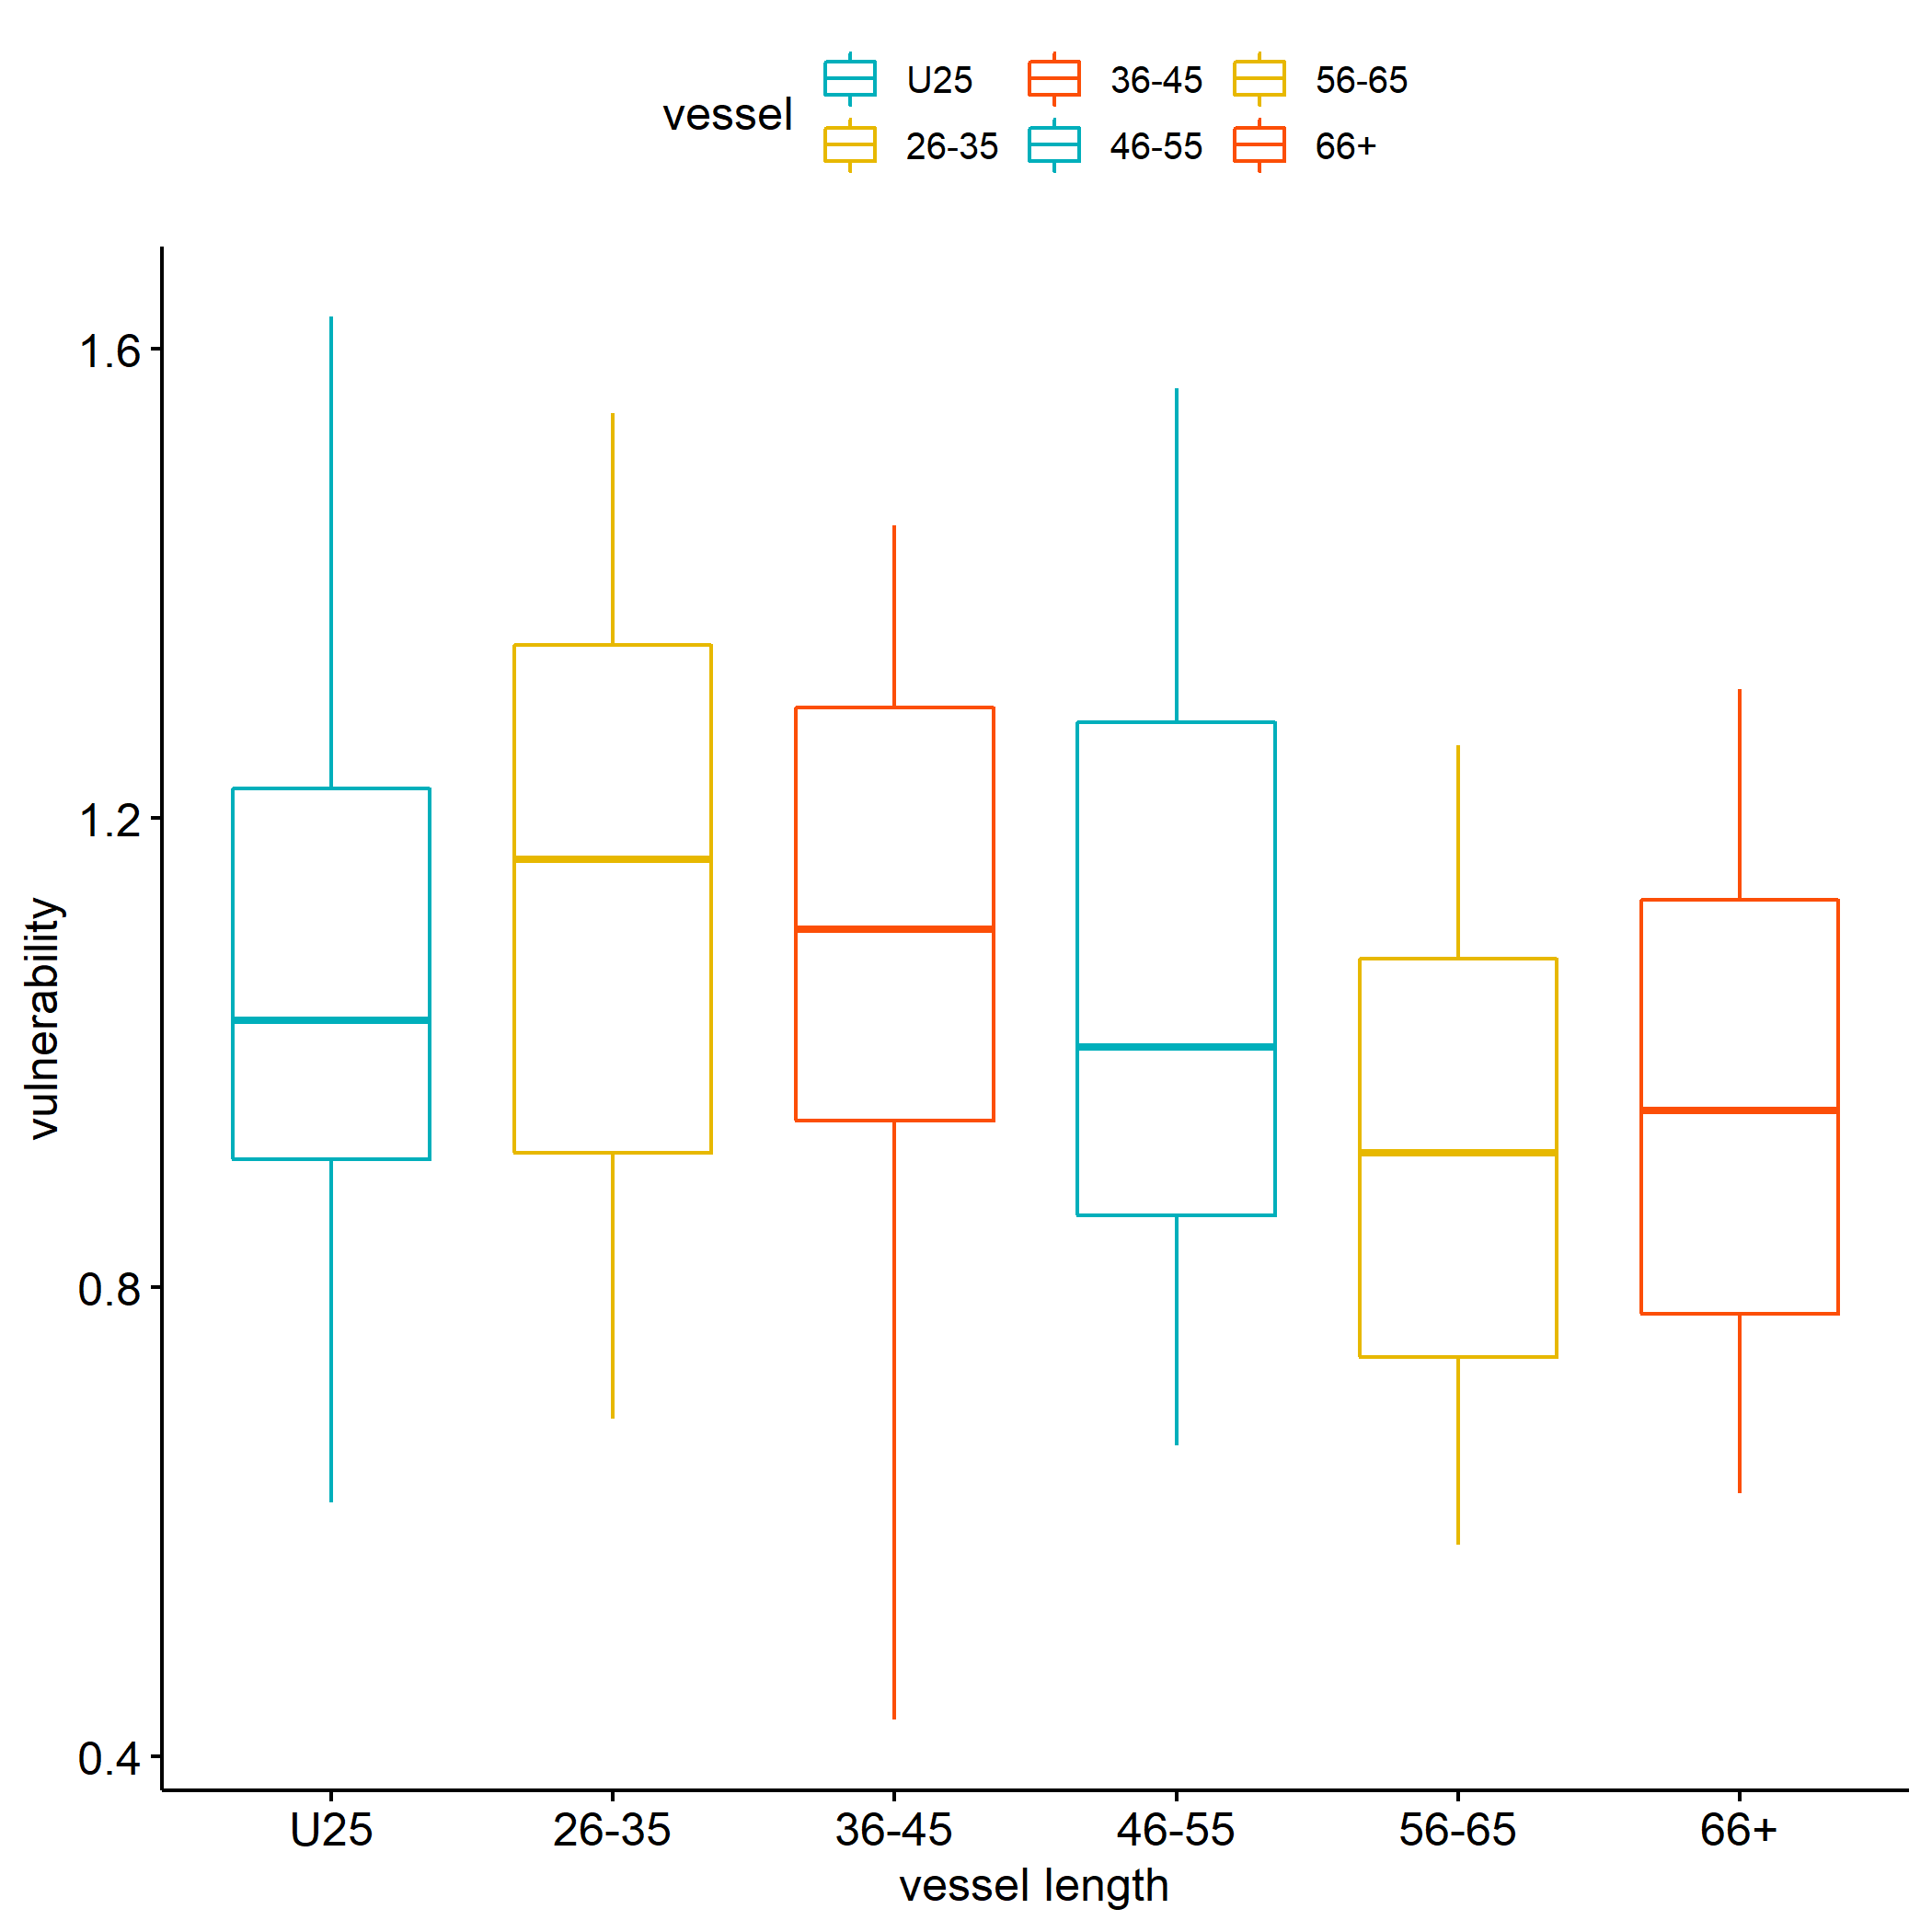 vessel
U25 36-45 56-65
26-35 46-55 66+
1.6
1.2
0.8
0.4
vulnerability
U25 26-35 36-45 46-55 56-65 66+
vessel length